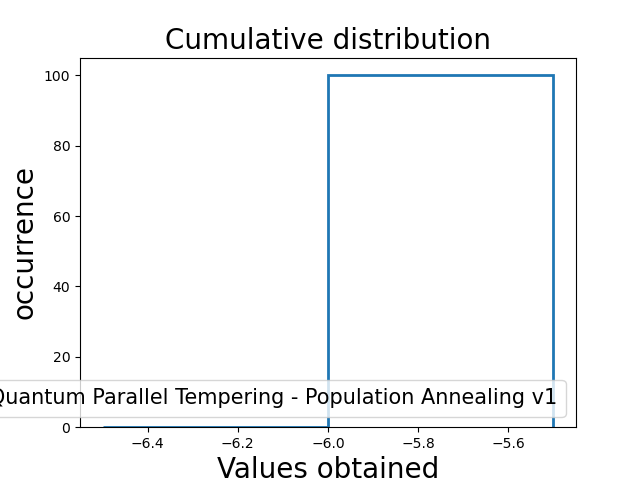 Cumulative distribution
occurrence
100
80
60
40
20
0
Quantum Parallel Tempering - Population Annealing v1
−6.4 −6.2 −6.0 −5.8 −5.6
Values obtained